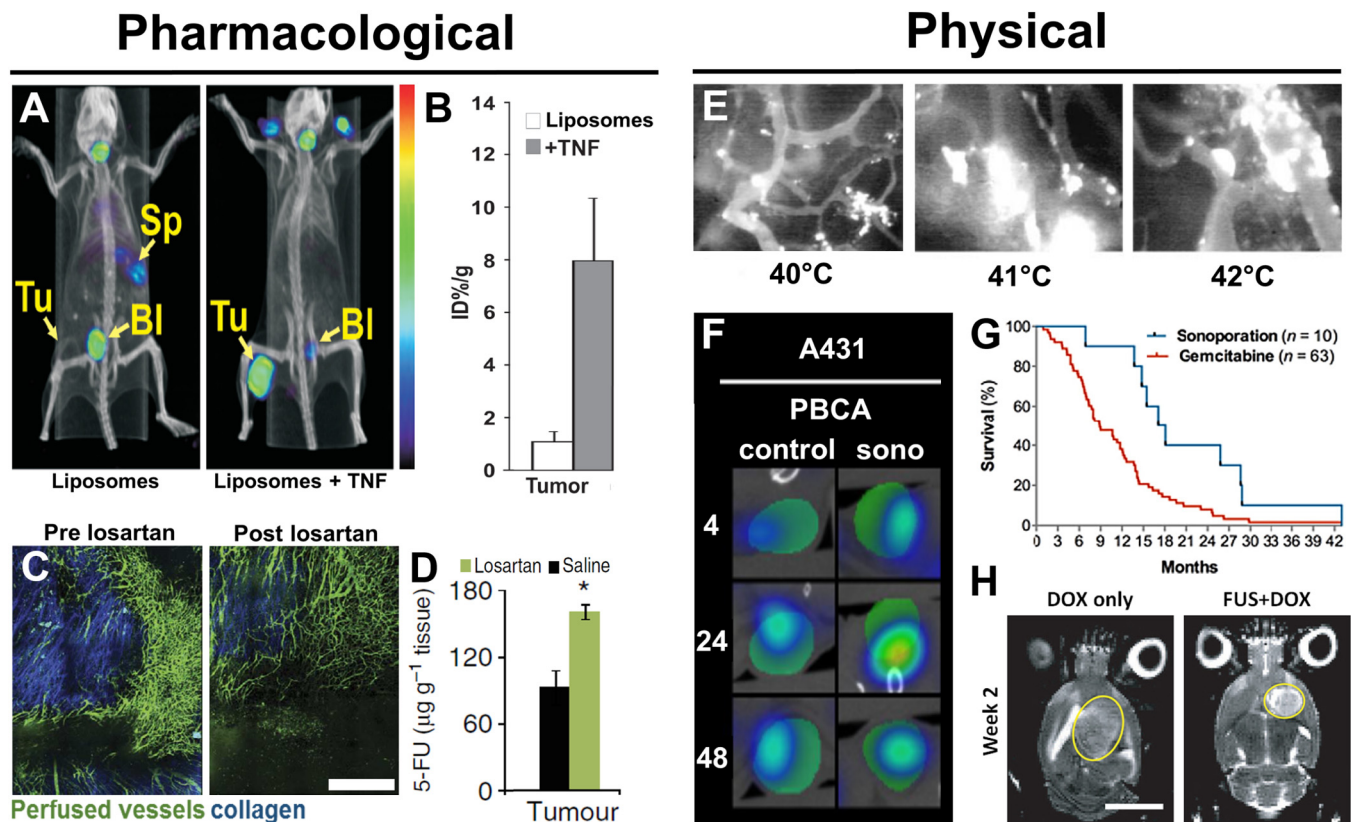 Pharmacological
Physical
A
Sp
Tu
Bl
Tu
Bl
Liposomes
Liposomes + TNF
B
14
12
10
8
6
4
2
0
ID%/g
Liposomes
+TNF
Tumor
Pre losartan
Post losartan
C
Perfused vessels collagen
D
Losartan Saline
*
180
120
60
0
5-FU (µg g⁻¹ tissue)
Tumour
E
40°C
41°C
42°C
F
A431
PBCA
control sono
4
24
48
G
100
80
60
40
20
0
Survival (%)
Sonoporation (n = 10)
Gemcitabine (n = 63)
0 3 6 9 12 15 18 21 24 27 30 33 36 39 42
Months
H
DOX only
FUS+DOX
Week 2